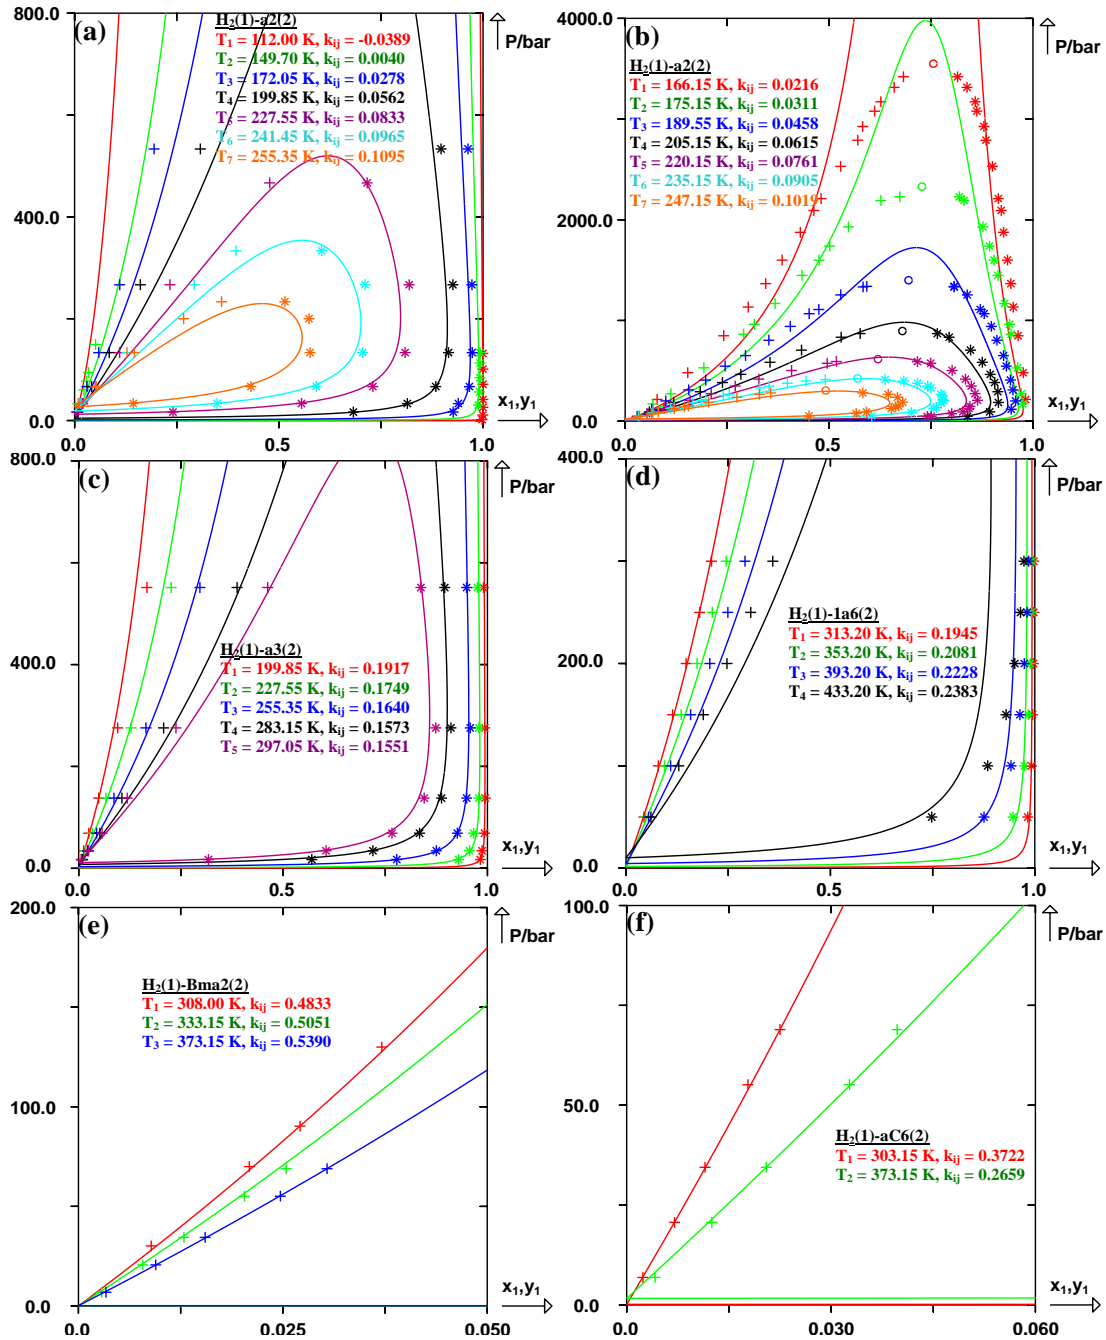 800.0
(a)
P/bar
H2(1)-a2(2)
T1 = 112.00 K, kij = -0.0389
T2 = 149.70 K, kij = 0.0040
T3 = 172.05 K, kij = 0.0278
T4 = 199.85 K, kij = 0.0562
T5 = 227.55 K, kij = 0.0833
T6 = 241.45 K, kij = 0.0965
T7 = 255.35 K, kij = 0.1095
400.0
0.0
x1,y1
0.0
0.5
1.0
4000.0
(b)
P/bar
H2(1)-a2(2)
T1 = 166.15 K, kij = 0.0216
T2 = 175.15 K, kij = 0.0311
T3 = 189.55 K, kij = 0.0458
T4 = 205.15 K, kij = 0.0615
T5 = 220.15 K, kij = 0.0761
T6 = 235.15 K, kij = 0.0905
T7 = 247.15 K, kij = 0.1019
2000.0
0.0
x1,y1
0.0
0.5
1.0
800.0
(c)
P/bar
400.0
H2(1)-a3(2)
T1 = 199.85 K, kij = 0.1917
T2 = 227.55 K, kij = 0.1749
T3 = 255.35 K, kij = 0.1640
T4 = 283.15 K, kij = 0.1573
T5 = 297.05 K, kij = 0.1551
0.0
x1,y1
0.0
0.5
1.0
400.0
(d)
P/bar
H2(1)-1a6(2)
T1 = 313.20 K, kij = 0.1945
T2 = 353.20 K, kij = 0.2081
T3 = 393.20 K, kij = 0.2228
T4 = 433.20 K, kij = 0.2383
200.0
0.0
x1,y1
0.0
0.5
1.0
200.0
(e)
P/bar
H2(1)-Bma2(2)
T1 = 308.00 K, kij = 0.4833
T2 = 333.15 K, kij = 0.5051
T3 = 373.15 K, kij = 0.5390
100.0
0.0
x1,y1
0.0
0.025
0.050
100.0
(f)
P/bar
50.0
H2(1)-aC6(2)
T1 = 303.15 K, kij = 0.3722
T2 = 373.15 K, kij = 0.2659
0.0
x1,y1
0.0
0.030
0.060